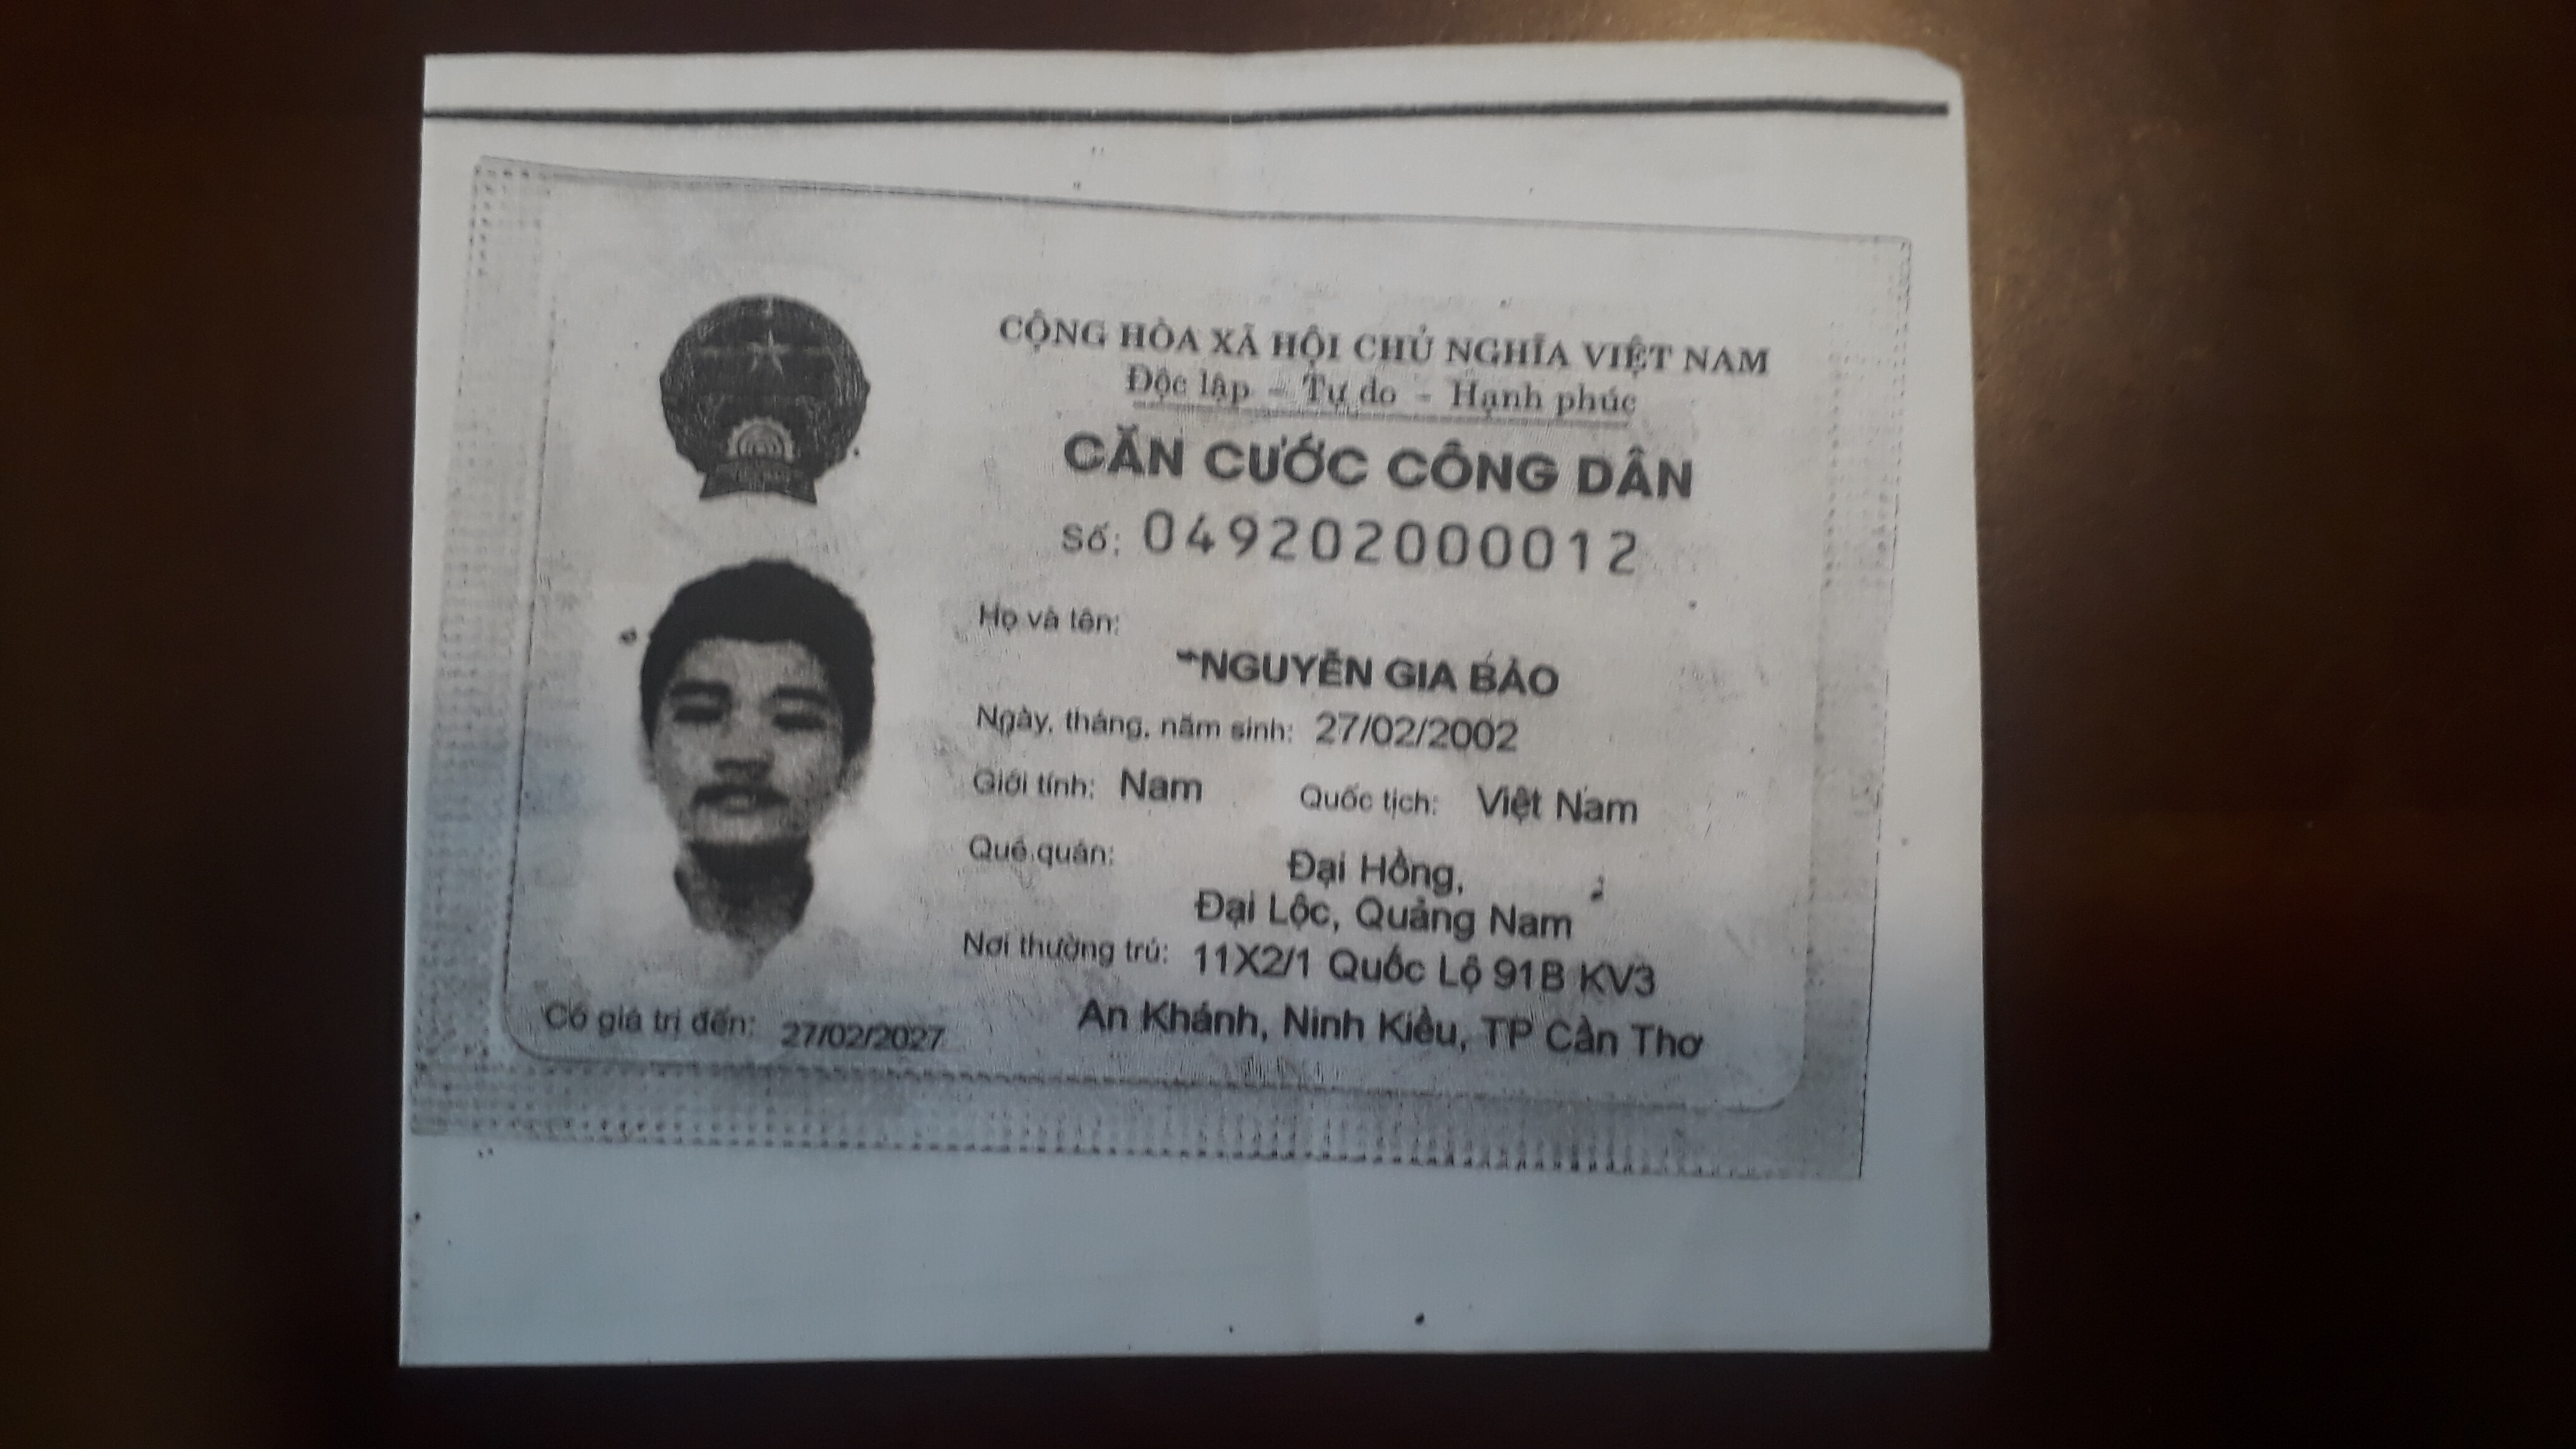 CỘNG HÒA XÃ HỘI CHỦ NGHĨA VIỆT NAM
Độc lập - Tự do - Hạnh phúc
CĂN CƯỚC CÔNG DÂN
Số: 049202000012
Họ và tên:
NGUYỄN GIA BẢO
Ngày, tháng, năm sinh: 27/02/2002
Giới tính: Nam Quốc tịch: Việt Nam
Quê quán: Đại Hồng,
Đại Lộc, Quảng Nam
Nơi thường trú: 11X2/1 Quốc Lộ 91B KV3
An Khánh, Ninh Kiều, TP Cần Thơ
Có giá trị đến: 27/02/2027